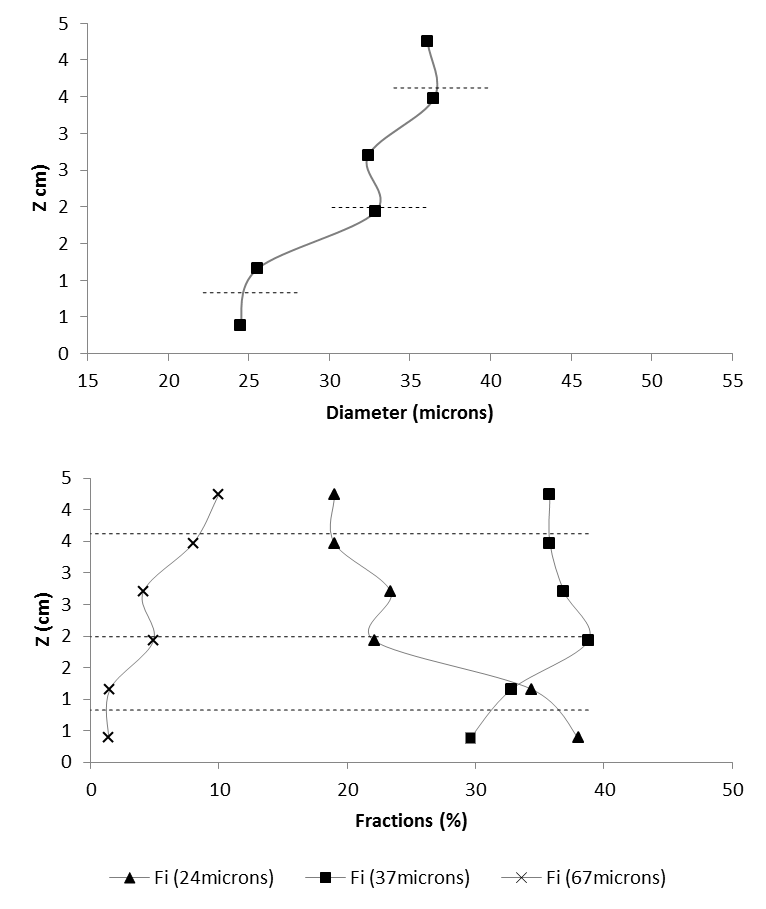 5
4
4
3
3
2
2
1
1
0
Z cm)
15 20 25 30 35 40 45 50 55
Diameter (microns)
5
4
4
3
3
2
2
1
1
0
Z (cm)
0 10 20 30 40 50
Fractions (%)
Fi (24microns) Fi (37microns) Fi (67microns)